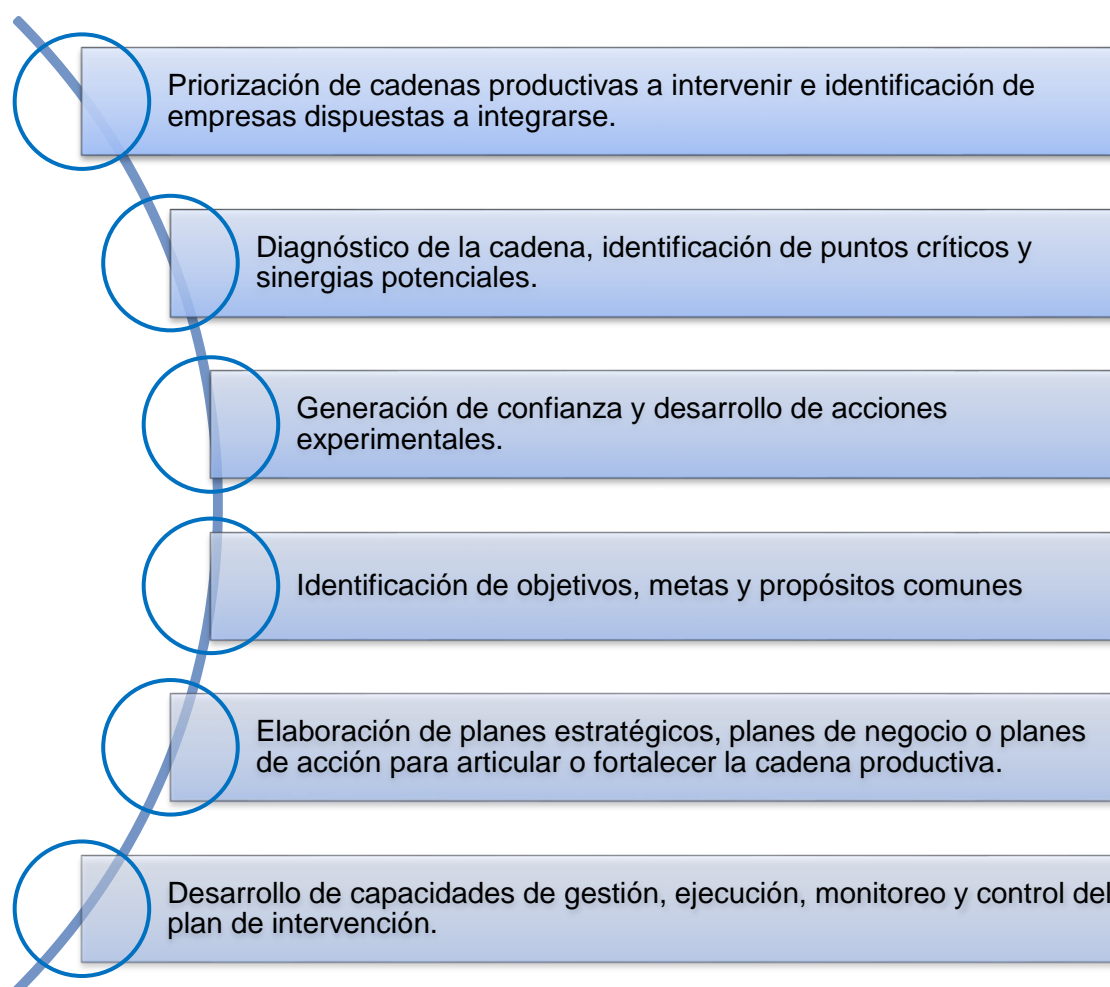 Priorización de cadenas productivas a intervenir e identificación de
empresas dispuestas a integrarse.
Diagnóstico de la cadena, identificación de puntos críticos y
sinergias potenciales.
Generación de confianza y desarrollo de acciones
experimentales.
Identificación de objetivos, metas y propósitos comunes
Elaboración de planes estratégicos, planes de negocio o planes
de acción para articular o fortalecer la cadena productiva.
Desarrollo de capacidades de gestión, ejecución, monitoreo y control del
plan de intervención.